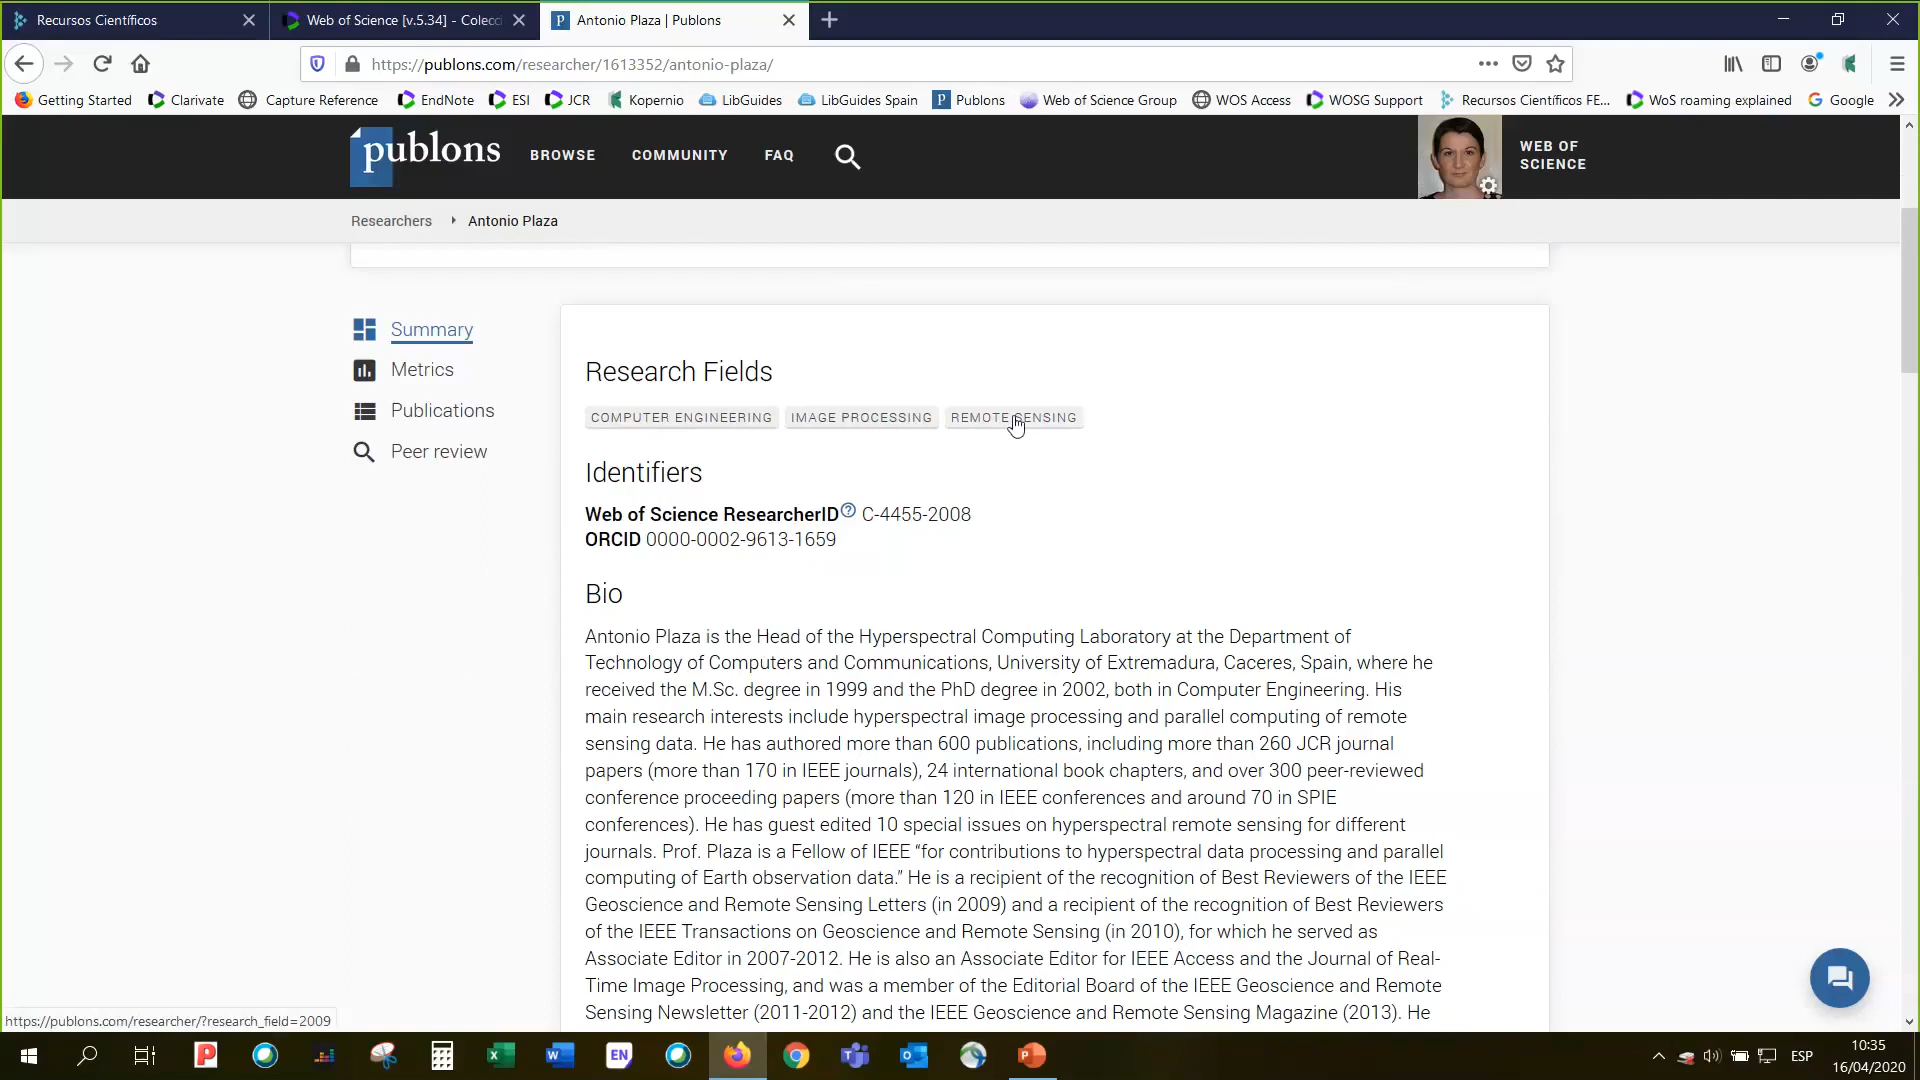 Recursos Científicos
Web of Science [v.5.34] - Colecc
Antonio Plaza | Publons
https://publons.com/researcher/1613352/antonio-plaza/
Getting Started
Clarivate
Capture Reference
EndNote
ESI
JCR
Kopernio
LibGuides
LibGuides Spain
Publons
Web of Science Group
WOS Access
WOSG Support
Recursos Científicos FE...
WoS roaming explained
Google
publons
BROWSE
COMMUNITY
FAQ
WEB OF
SCIENCE
Researchers
Antonio Plaza
Summary
Metrics
Publications
Peer review
Research Fields
COMPUTER ENGINEERING
IMAGE PROCESSING
REMOTE SENSING
Identifiers
Web of Science ResearcherID? C-4455-2008
ORCID 0000-0002-9613-1659
Bio
Antonio Plaza is the Head of the Hyperspectral Computing Laboratory at the Department of
Technology of Computers and Communications, University of Extremadura, Caceres, Spain, where he
received the M.Sc. degree in 1999 and the PhD degree in 2002, both in Computer Engineering. His
main research interests include hyperspectral image processing and parallel computing of remote
sensing data. He has authored more than 600 publications, including more than 260 JCR journal
papers (more than 170 in IEEE journals), 24 international book chapters, and over 300 peer-reviewed
conference proceeding papers (more than 120 in IEEE conferences and around 70 in SPIE
conferences). He has guest edited 10 special issues on hyperspectral remote sensing for different
journals. Prof. Plaza is a Fellow of IEEE “for contributions to hyperspectral data processing and parallel
computing of Earth observation data.” He is a recipient of the recognition of Best Reviewers of the IEEE
Geoscience and Remote Sensing Letters (in 2009) and a recipient of the recognition of Best Reviewers
of the IEEE Transactions on Geoscience and Remote Sensing (in 2010), for which he served as
Associate Editor in 2007-2012. He is also an Associate Editor for IEEE Access and the Journal of Real-
Time Image Processing, and was a member of the Editorial Board of the IEEE Geoscience and Remote
Sensing Newsletter (2011-2012) and the IEEE Geoscience and Remote Sensing Magazine (2013). He
https://publons.com/researcher/?research_field=2009
EN
ESP
10:35
16/04/2020